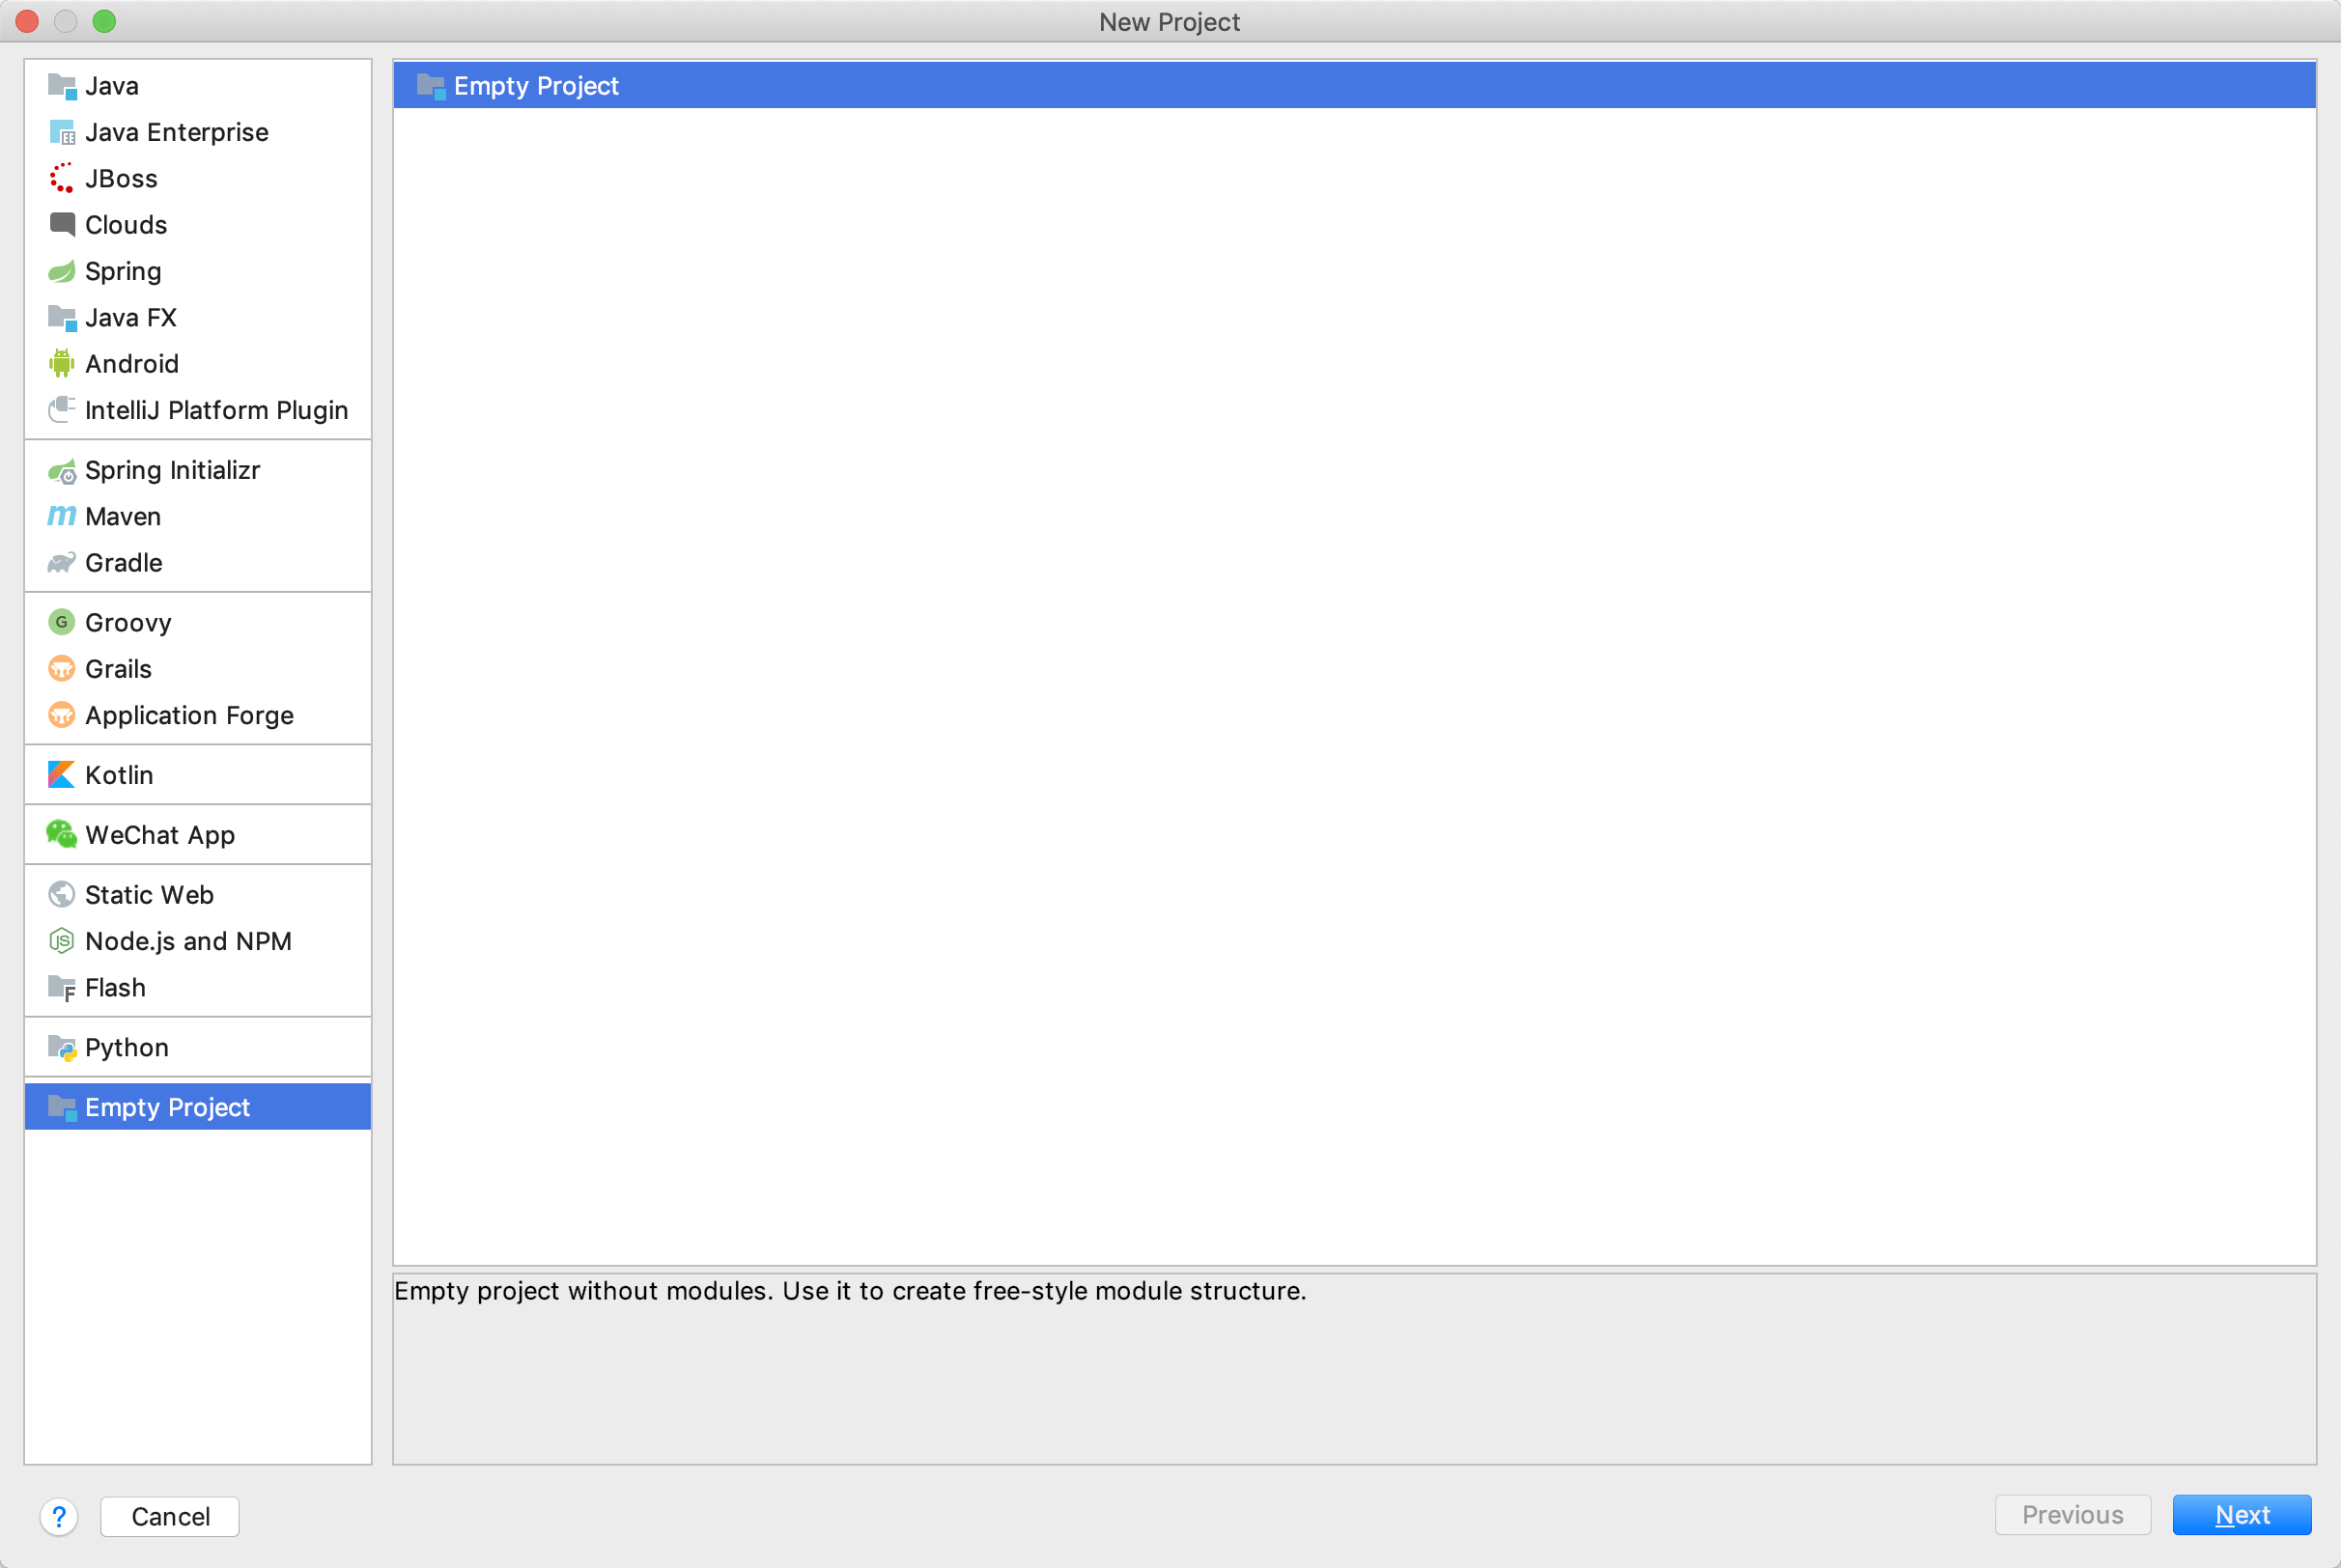 New Project
Java
Java Enterprise
JBoss
Clouds
Spring
Java FX
Android
IntelliJ Platform Plugin
Spring Initializr
Maven
Gradle
Groovy
Grails
Application Forge
Kotlin
WeChat App
Static Web
Node.js and NPM
Flash
Python
Empty Project
Empty Project
Empty project without modules. Use it to create free-style module structure.
? Cancel
Previous Next